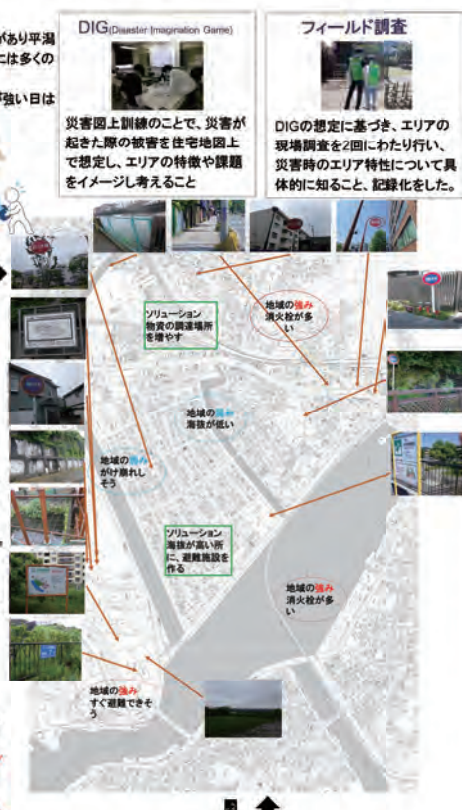 があり平潟
には多くの
が強い日は
DIG(Disaster Imagination Game)
災害図上訓練のことで、災害が
起きた際の被害を住宅地図上
で想定し、エリアの特徴や課題
をイメージし考えること
フィールド調査
DIGの想定に基づき、エリアの
現場調査を2回にわたり行い、
災害時のエリア特性について具
体的に知ること、記録化をした。
ソリューション
物資の調達場所
を増やす
地域の強み
消火栓が多
い
地域の弱み
海抜が低い
地域の弱み
がけ崩れし
そう
ソリューション
海抜が高い所
に、避難施設を
作る
地域の強み
消火栓が多
い
地域の強み
すぐ避難できそ
う